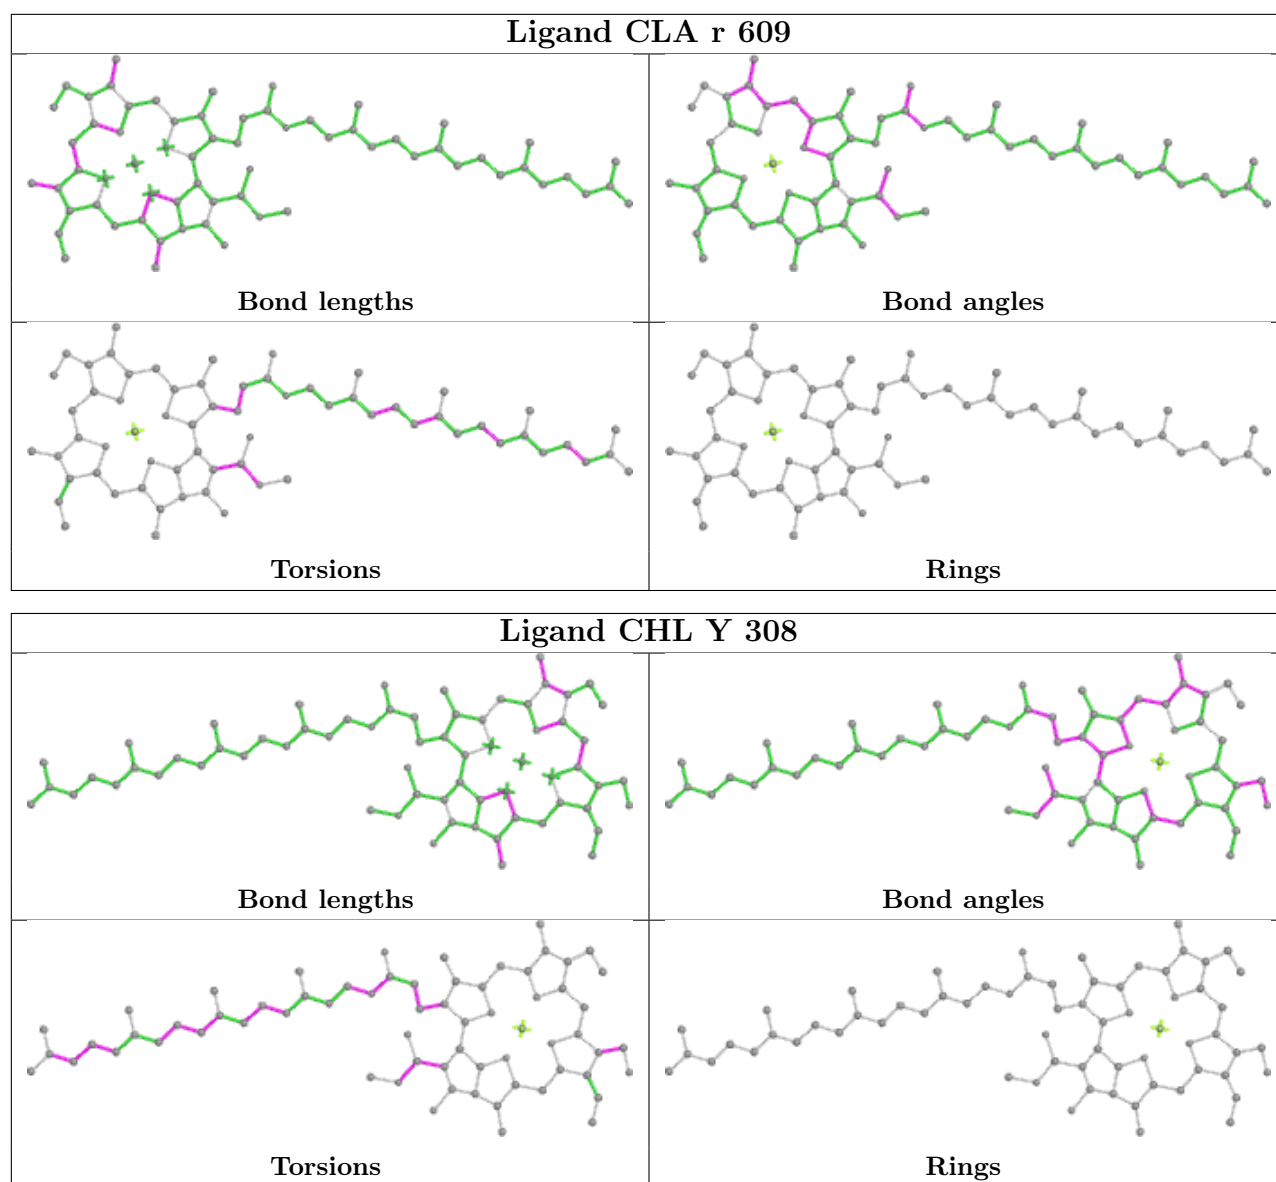 Ligand CLA r 609
Bond lengths
Bond angles
Torsions
Rings
Ligand CHL Y 308
Bond lengths
Bond angles
Torsions
Rings